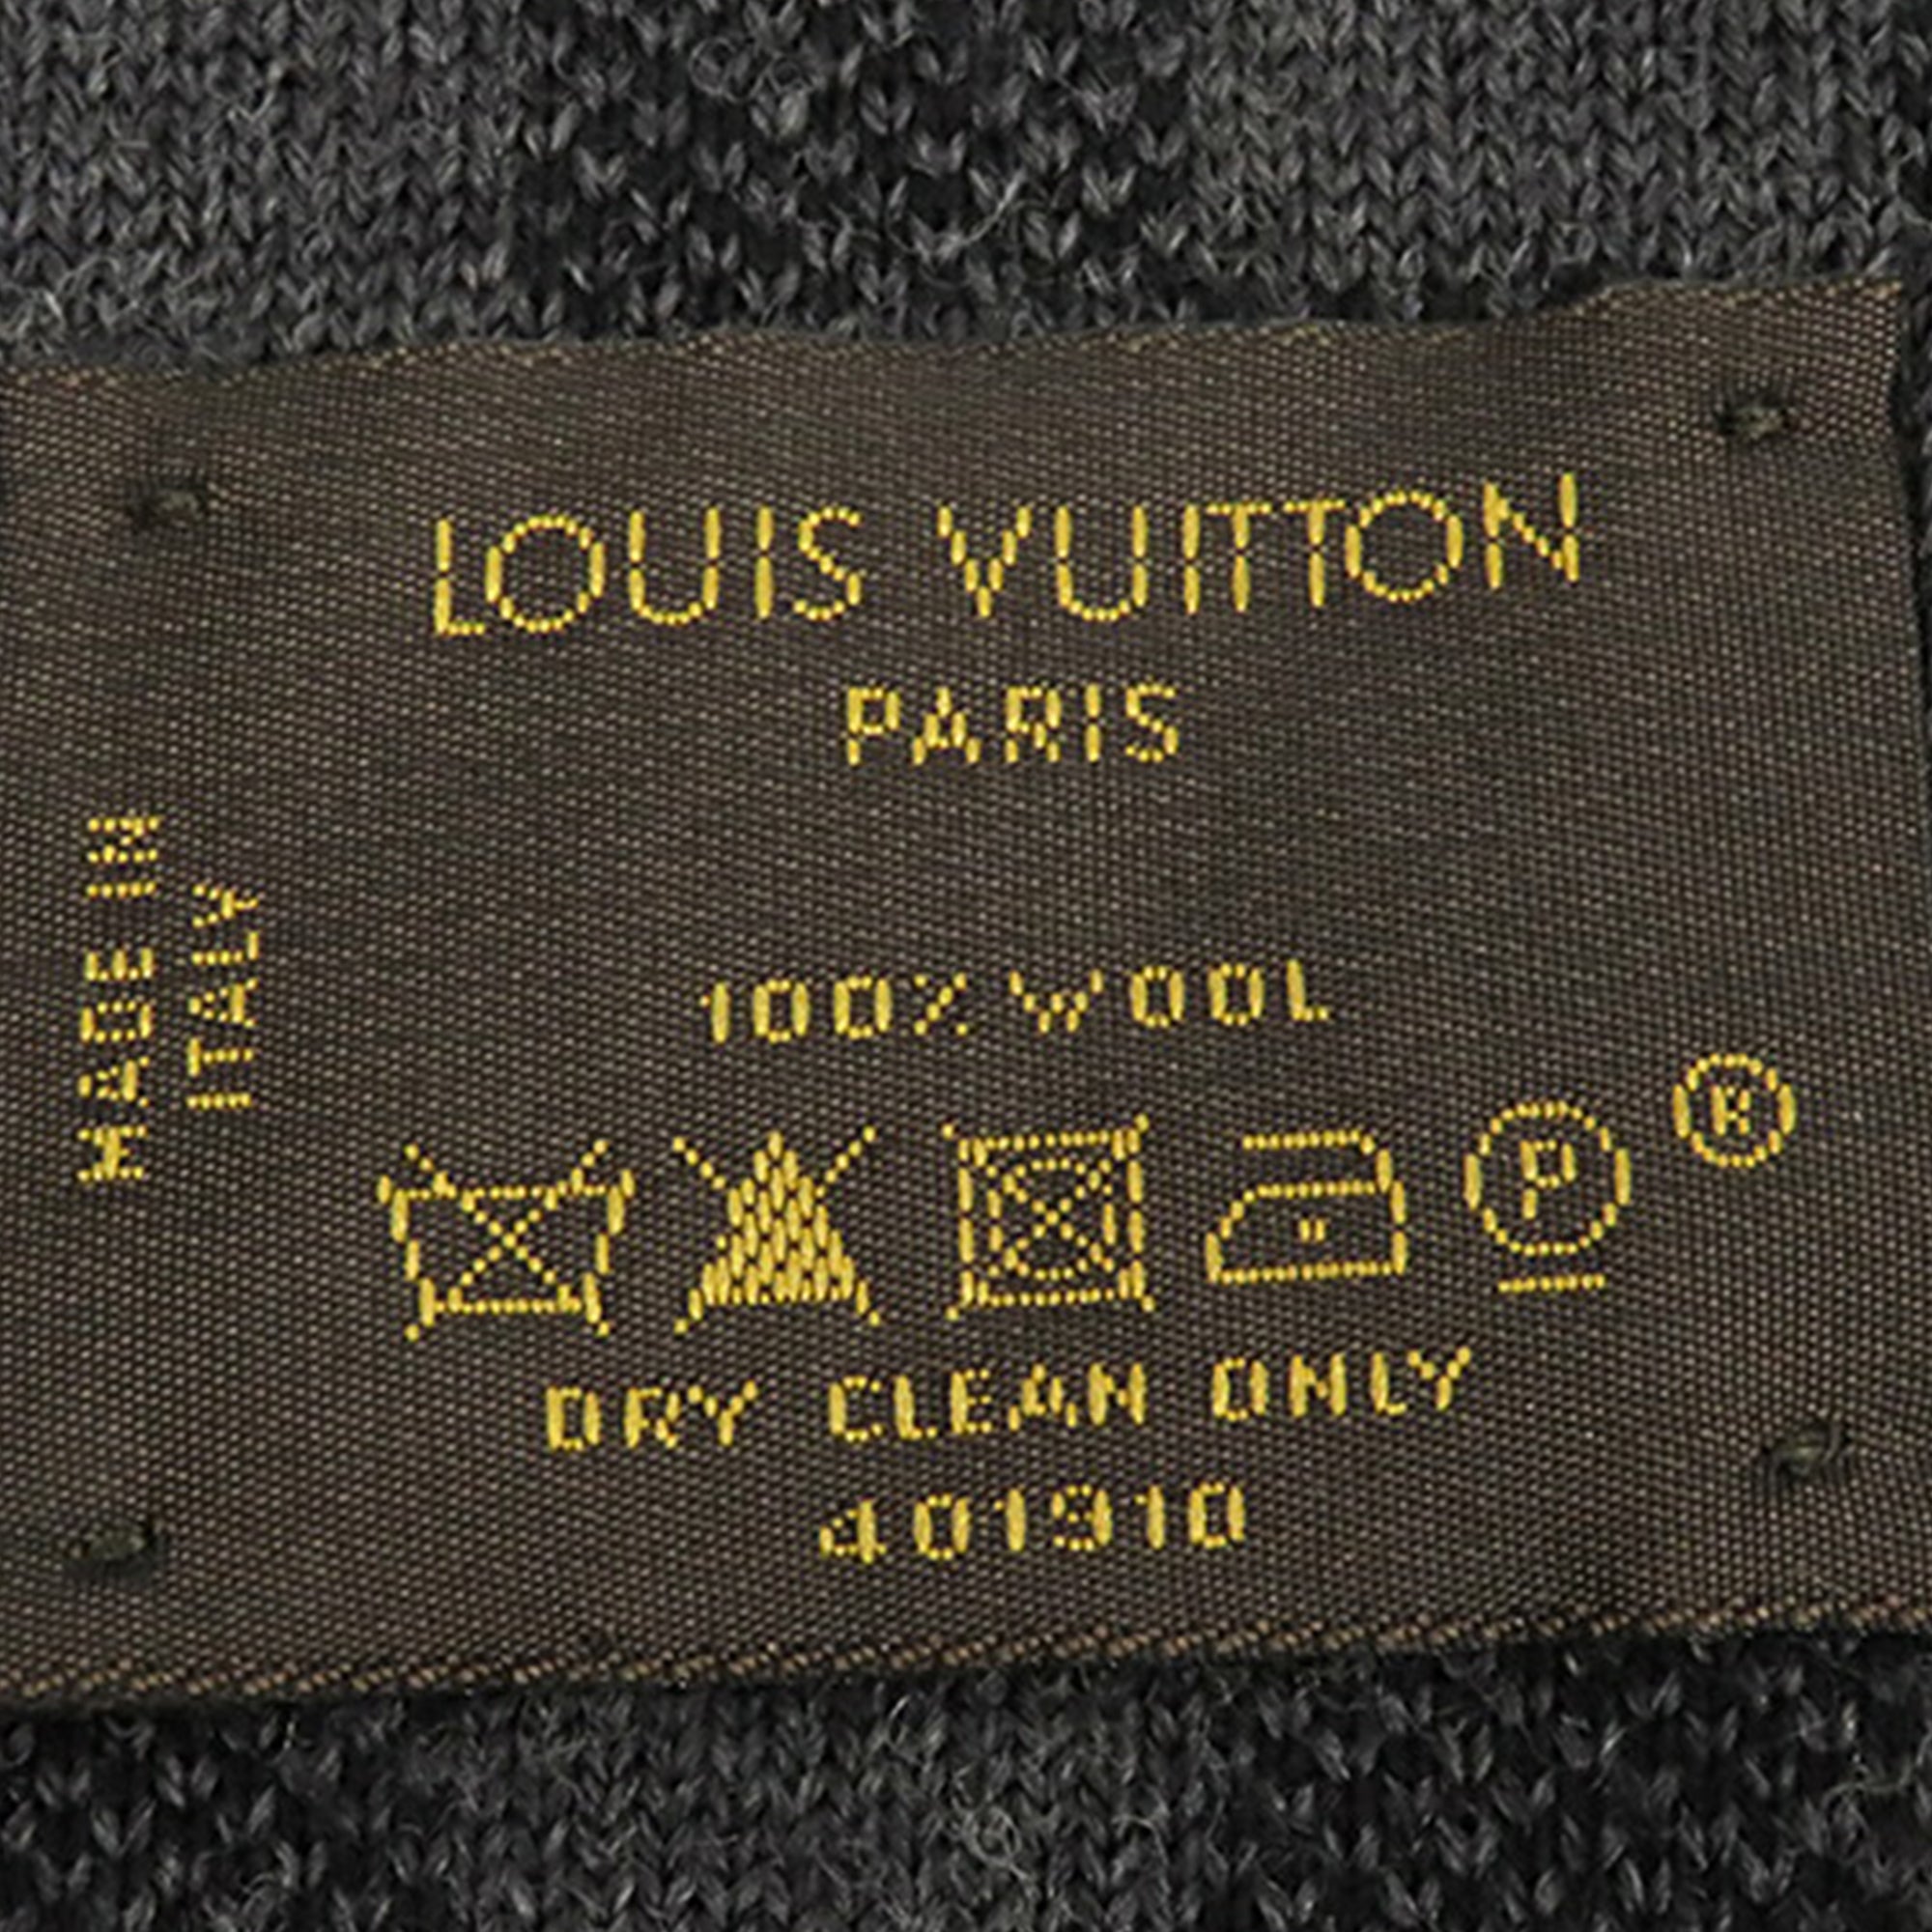 LOUIS VUITTON
PARIS
MADE IN
ITALY
100% WOOL
P
®
DRY CLEAN ONLY
401910